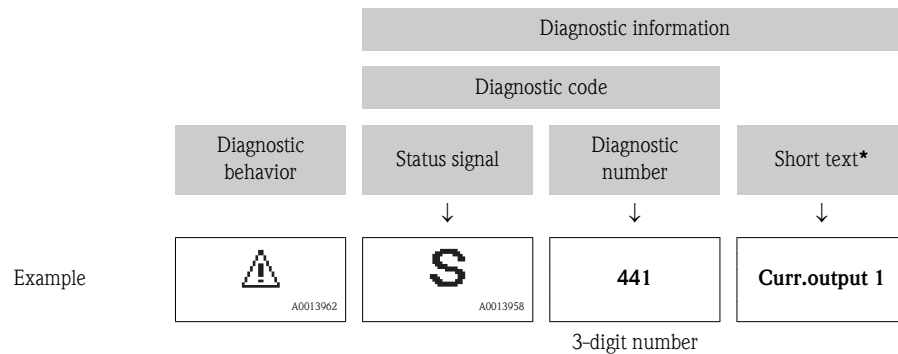 Diagnostic information
Diagnostic code
Diagnostic
behavior
Status signal
Diagnostic
number
Short text*
↓ ↓ ↓
Example
A0013962
S
A0013958
441
Curr.output 1
3-digit number